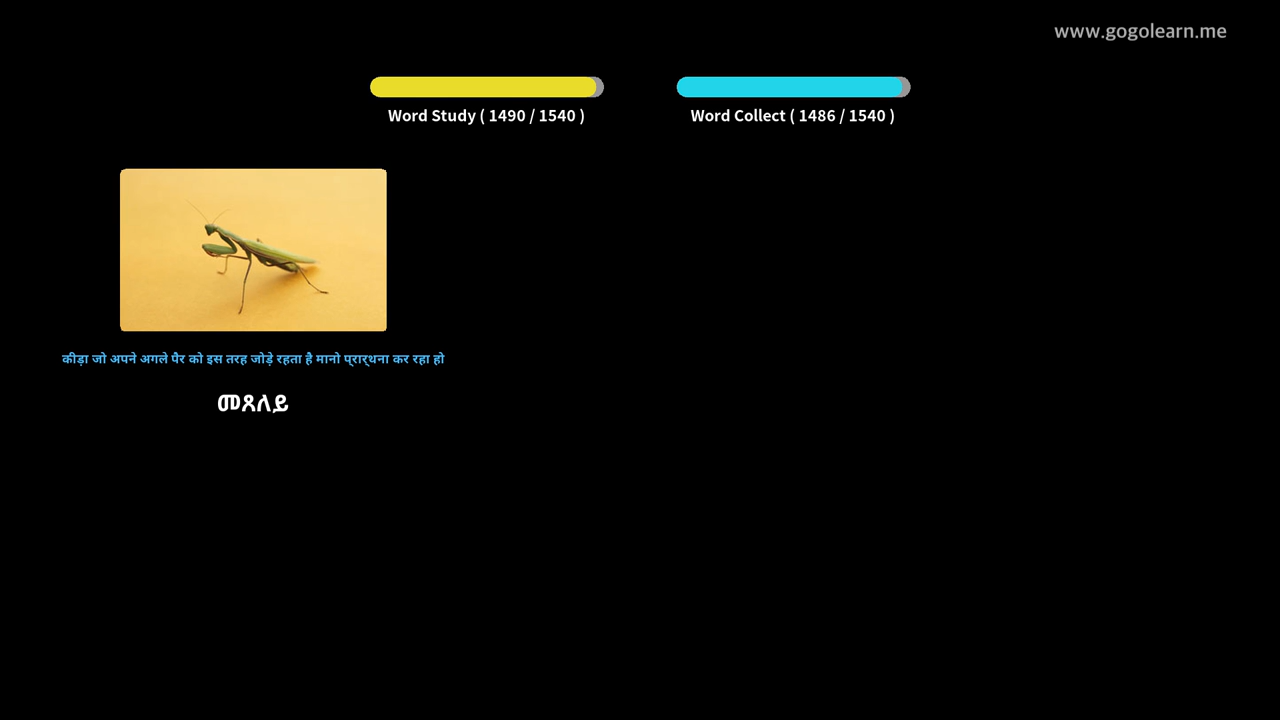 www.gogolearn.me
Word Study ( 1490 / 1540 )
Word Collect ( 1486 / 1540 )
कीड़ा जो अपने अगले पैर को इस तरह जोड़े रहता है मानो प्रार्थना कर रहा हो
መጸለይ